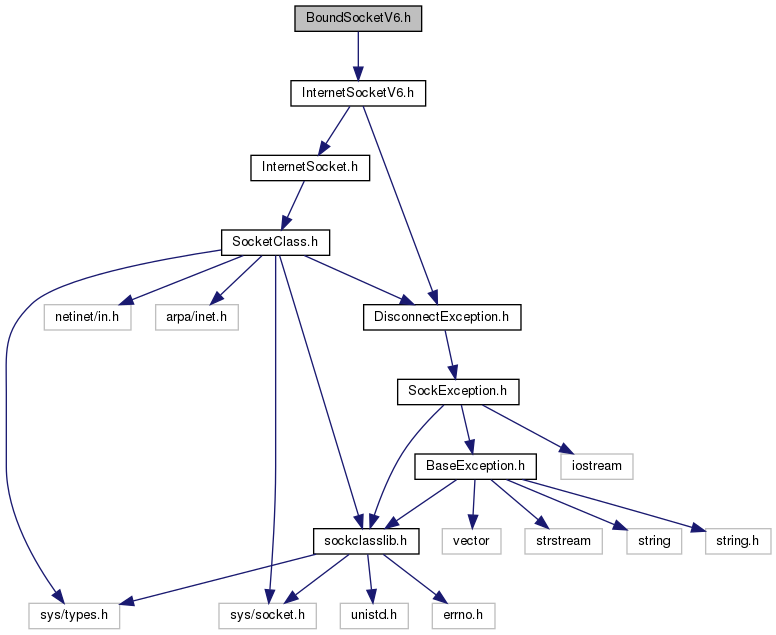 BoundSocketV6.h
InternetSocketV6.h
InternetSocket.h
SocketClass.h
netinet/in.h
arpa/inet.h
DisconnectException.h
SockException.h
BaseException.h
iostream
sockclasslib.h
vector
strstream
string
string.h
sys/types.h
sys/socket.h
unistd.h
errno.h